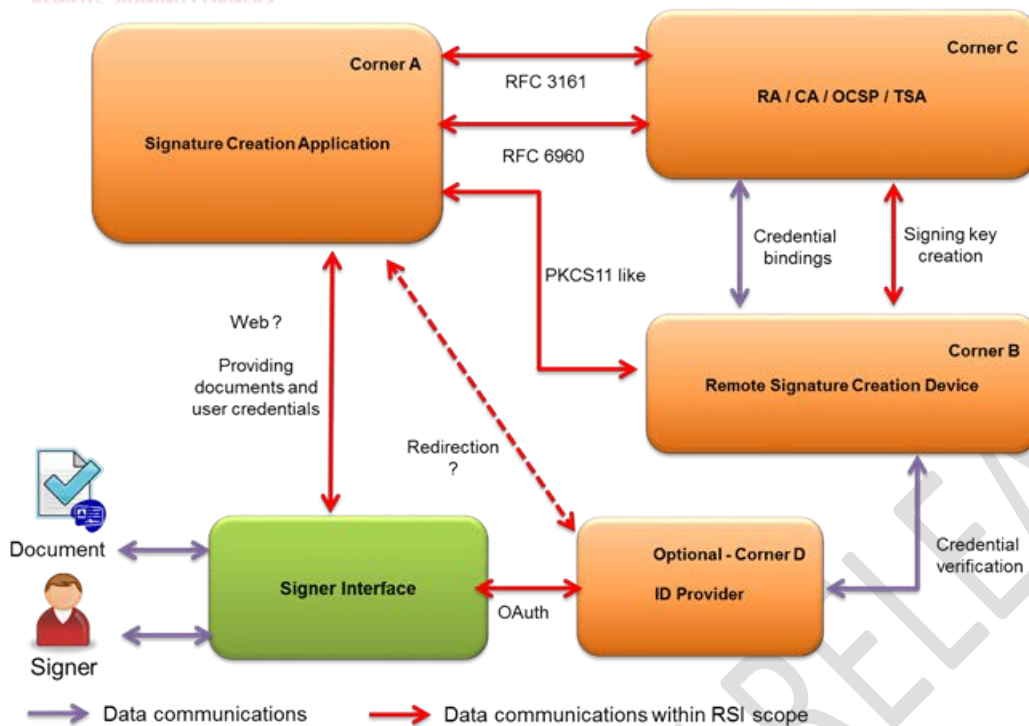 Corner A
Signature Creation Application
RFC 3161
RFC 6960
Corner C
RA / CA / OCSP / TSA
Credential
bindings
Signing key
creation
PKCS11 like
Corner B
Remote Signature Creation Device
Web ?
Providing
documents and
user credentials
Redirection
?
Document
Signer
Signer Interface
OAuth
Optional - Corner D
ID Provider
Credential
verification
Data communications
Data communications within RSI scope